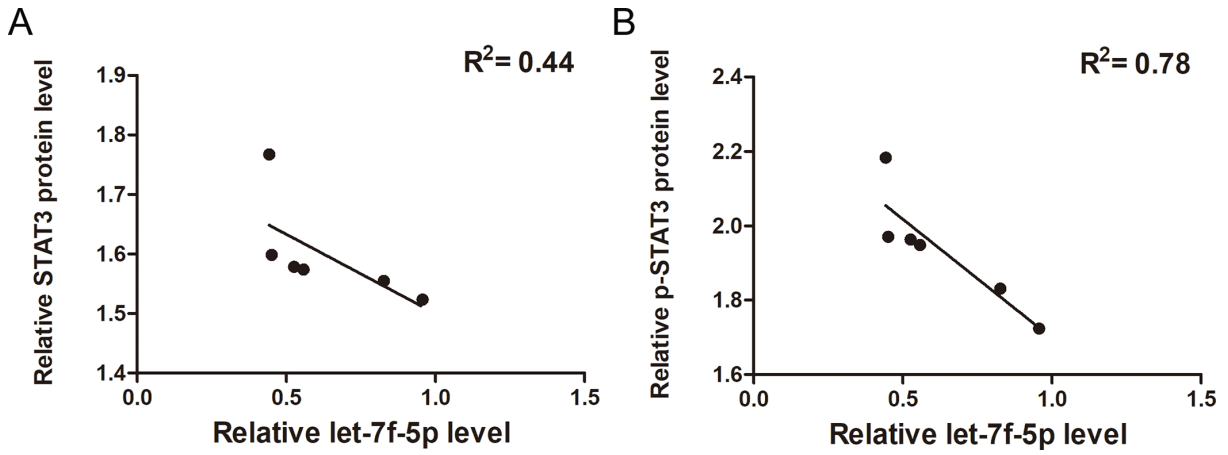 A
R²= 0.44
Relative STAT3 protein level
1.9
1.8
1.7
1.6
1.5
1.4
0.0 0.5 1.0 1.5
Relative let-7f-5p level
B
R²= 0.78
Relative p-STAT3 protein level
2.4
2.2
2.0
1.8
1.6
0.0 0.5 1.0 1.5
Relative let-7f-5p level